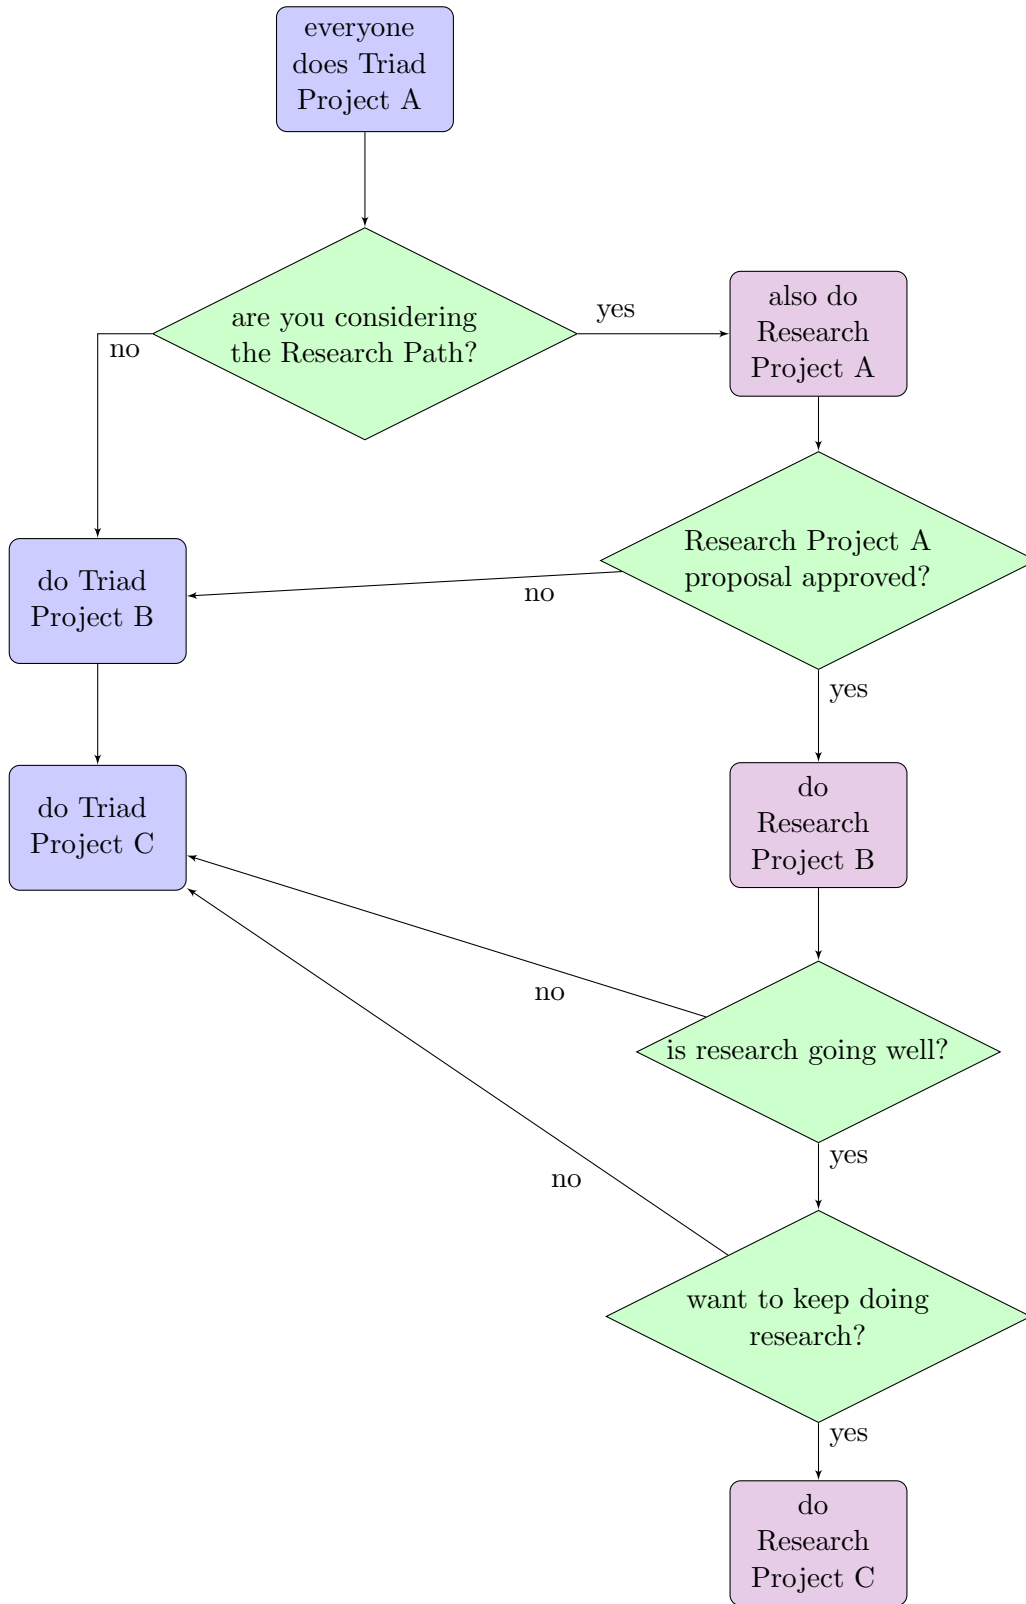 everyone
does Triad
Project A
are you considering
the Research Path?
yes
also do
Research
Project A
no
Research Project A
proposal approved?
do Triad
Project B
no
yes
do Triad
Project C
do
Research
Project B
no
is research going well?
yes
no
want to keep doing
research?
yes
do
Research
Project C